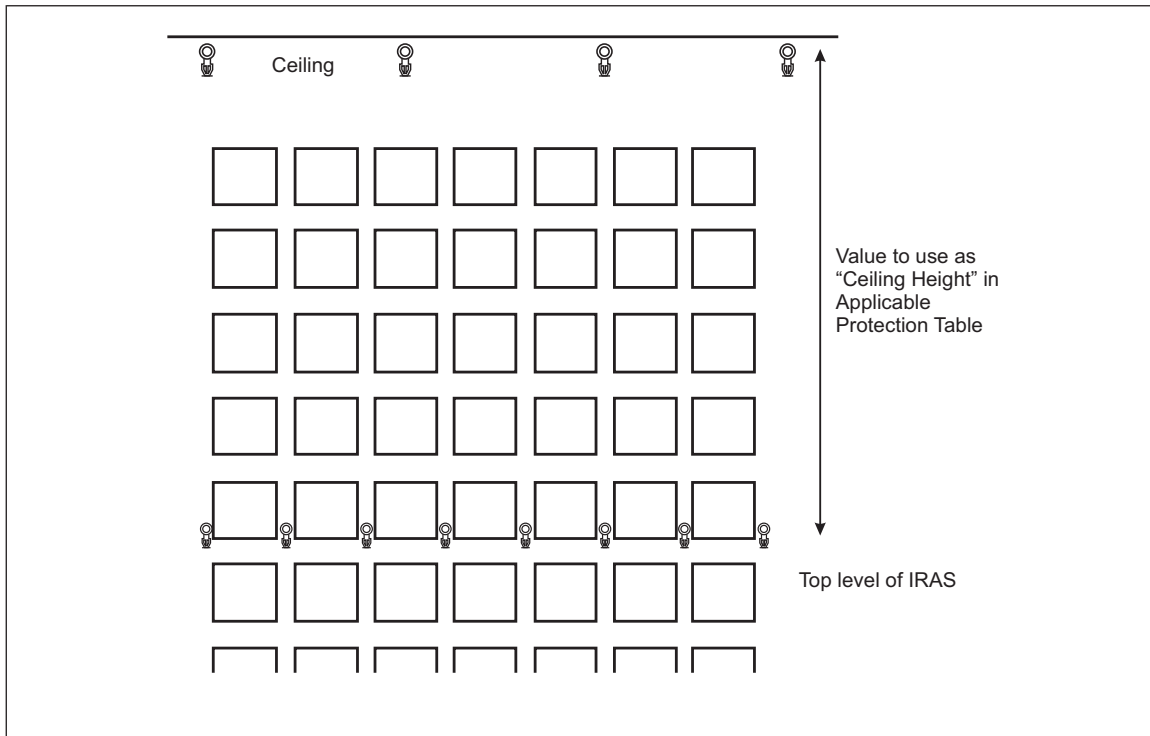 Ceiling
Value to use as
“Ceiling Height” in
Applicable
Protection Table
Top level of IRAS